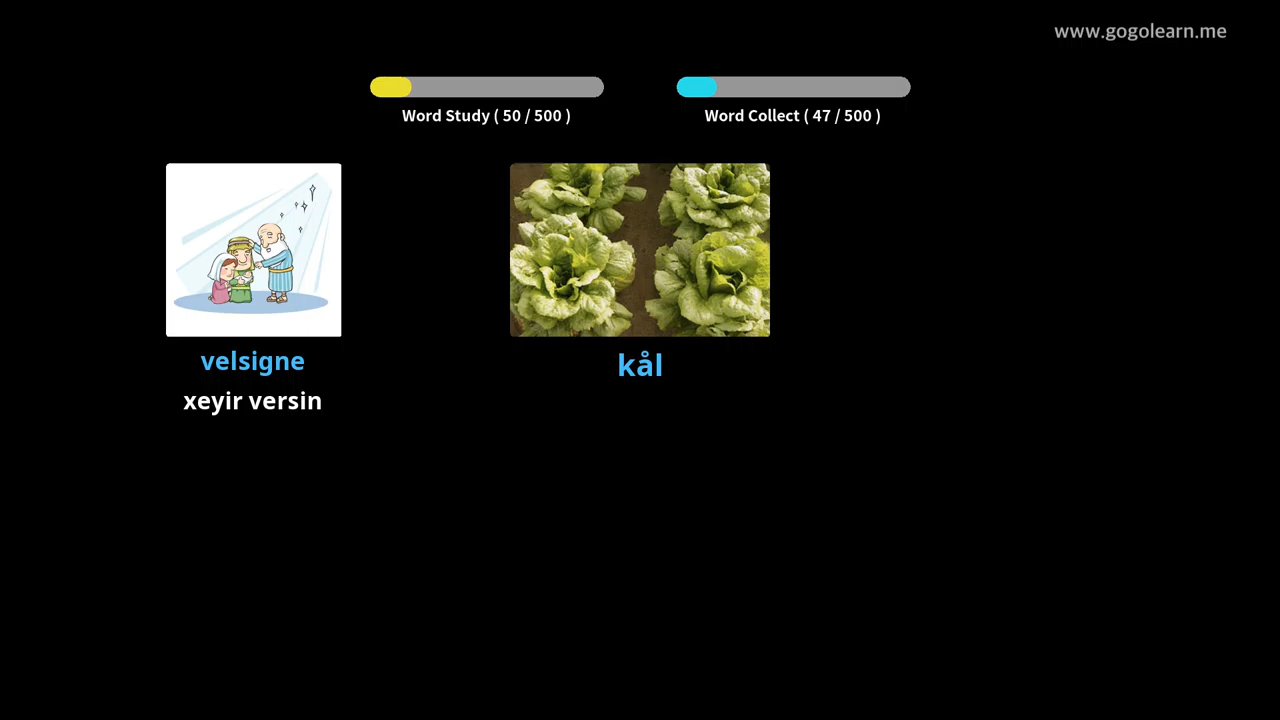 www.gogolearn.me
Word Study ( 50 / 500 )
Word Collect ( 47 / 500 )
velsigne
xeyir versin
kål